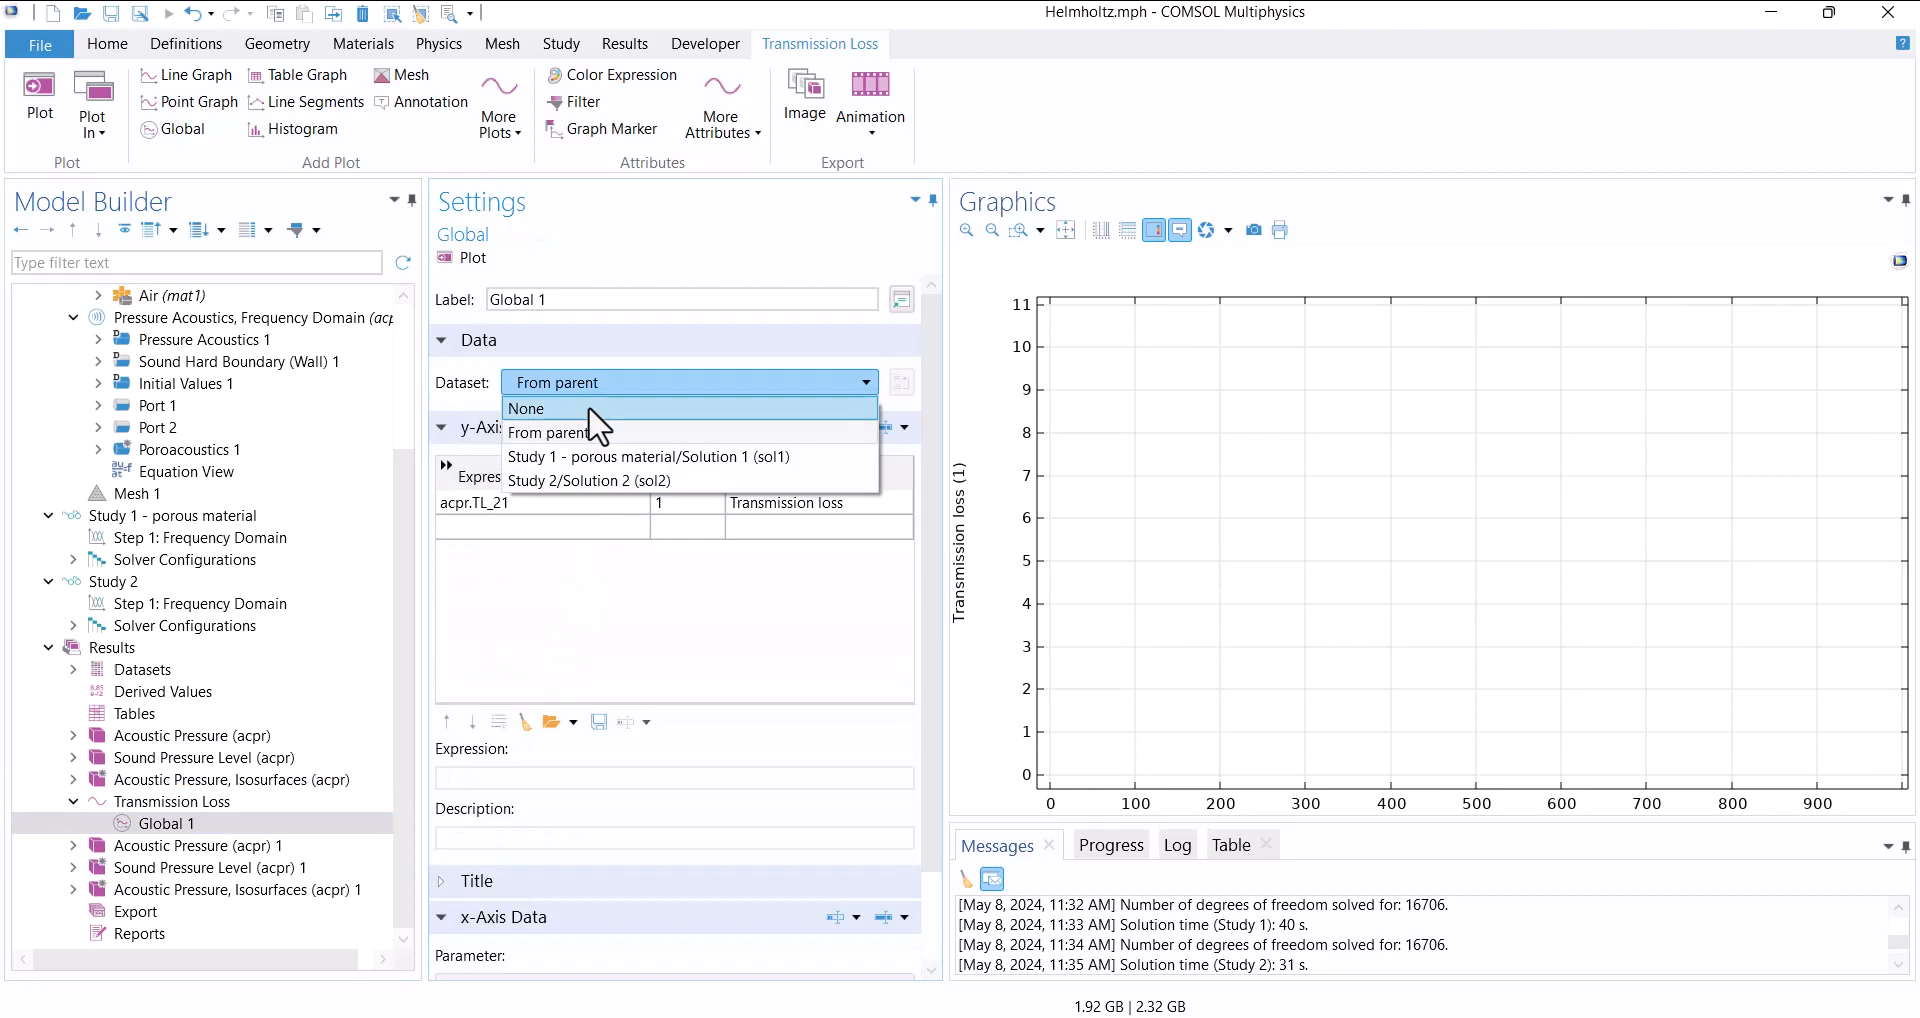 Helmholtz.mph - COMSOL Multiphysics
File
Home
Definitions
Geometry
Materials
Physics
Mesh
Study
Results
Developer
Transmission Loss
Plot
Plot In
Plot
Line Graph
Table Graph
Mesh
Point Graph
Line Segments
Annotation
Global
Histogram
More Plots
Add Plot
Color Expression
Filter
Graph Marker
More Attributes
Attributes
Image
Animation
Export
Model Builder
Type filter text
Air (mat1)
Pressure Acoustics, Frequency Domain (acp
Pressure Acoustics 1
Sound Hard Boundary (Wall) 1
Initial Values 1
Port 1
Port 2
Poroacoustics 1
Equation View
Mesh 1
Study 1 - porous material
Step 1: Frequency Domain
Solver Configurations
Study 2
Step 1: Frequency Domain
Solver Configurations
Results
Datasets
Derived Values
Tables
Acoustic Pressure (acpr)
Sound Pressure Level (acpr)
Acoustic Pressure, Isosurfaces (acpr)
Transmission Loss
Global 1
Acoustic Pressure (acpr) 1
Sound Pressure Level (acpr) 1
Acoustic Pressure, Isosurfaces (acpr) 1
Export
Reports
Settings
Global
Plot
Label: Global 1
Data
Dataset: From parent
None
From parent
Study 1 - porous material/Solution 1 (sol1)
Study 2/Solution 2 (sol2)
y-Axi
Expres
acpr.TL_21 1 Transmission loss
Expression:
Description:
Title
x-Axis Data
Parameter:
Graphics
Transmission loss (1)
11
10
9
8
7
6
5
4
3
2
1
0
0 100 200 300 400 500 600 700 800 900
Messages
Progress
Log
Table
[May 8, 2024, 11:32 AM] Number of degrees of freedom solved for: 16706.
[May 8, 2024, 11:33 AM] Solution time (Study 1): 40 s.
[May 8, 2024, 11:34 AM] Number of degrees of freedom solved for: 16706.
[May 8, 2024, 11:35 AM] Solution time (Study 2): 31 s.
1.92 GB | 2.32 GB